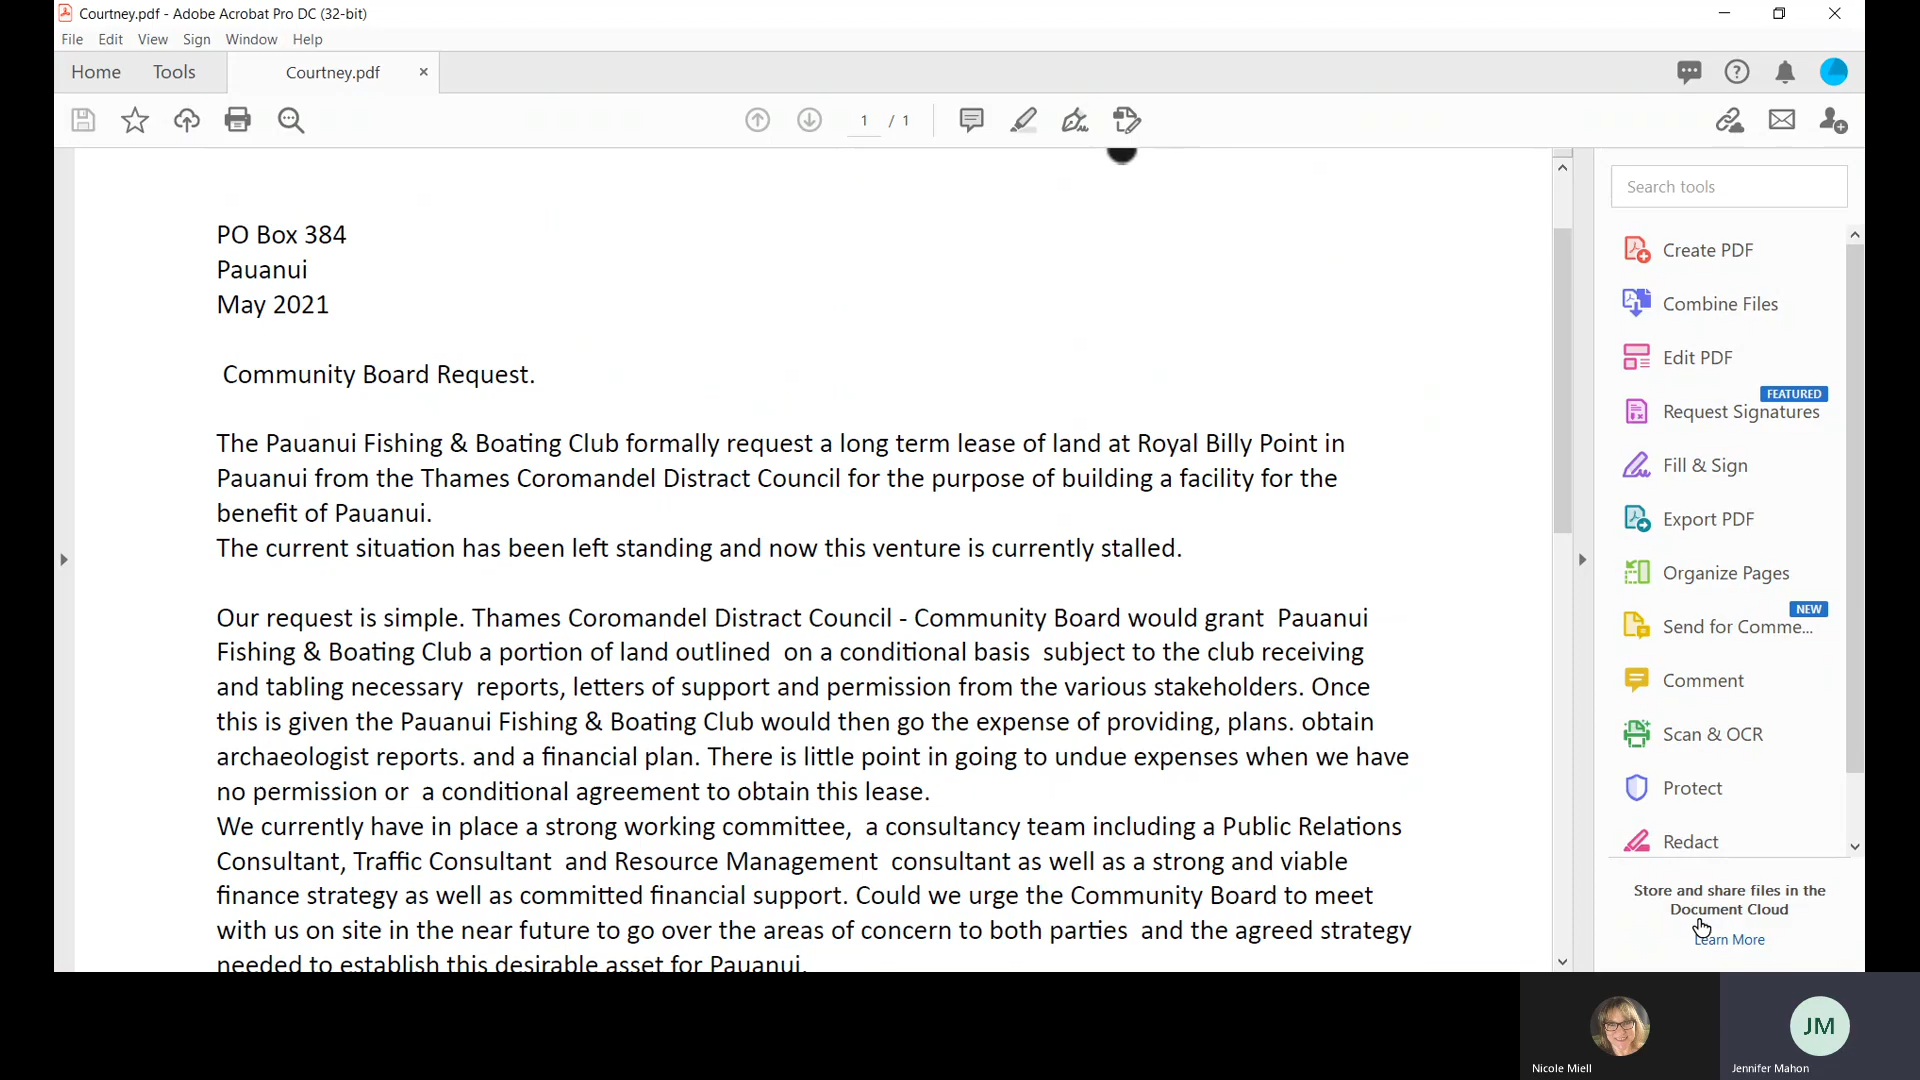 Courtney.pdf - Adobe Acrobat Pro DC (32-bit)
File Edit View Sign Window Help
Home Tools Courtney.pdf
1 / 1
Search tools
Create PDF
Combine Files
Edit PDF
FEATURED
Request Signatures
Fill & Sign
Export PDF
Organize Pages
NEW
Send for Comme...
Comment
Scan & OCR
Protect
Redact
Store and share files in the
Document Cloud
Learn More
PO Box 384
Pauanui
May 2021
Community Board Request.
The Pauanui Fishing & Boating Club formally request a long term lease of land at Royal Billy Point in
Pauanui from the Thames Coromandel Distract Council for the purpose of building a facility for the
benefit of Pauanui.
The current situation has been left standing and now this venture is currently stalled.
Our request is simple. Thames Coromandel Distract Council - Community Board would grant  Pauanui
Fishing & Boating Club a portion of land outlined  on a conditional basis  subject to the club receiving
and tabling necessary  reports, letters of support and permission from the various stakeholders. Once
this is given the Pauanui Fishing & Boating Club would then go the expense of providing, plans. obtain
archaeologist reports. and a financial plan. There is little point in going to undue expenses when we have
no permission or  a conditional agreement to obtain this lease.
We currently have in place a strong working committee,  a consultancy team including a Public Relations
Consultant, Traffic Consultant  and Resource Management  consultant as well as a strong and viable
finance strategy as well as committed financial support. Could we urge the Community Board to meet
with us on site in the near future to go over the areas of concern to both parties  and the agreed strategy
needed to establish this desirable asset for Pauanui.
Nicole Miell
JM
Jennifer Mahon